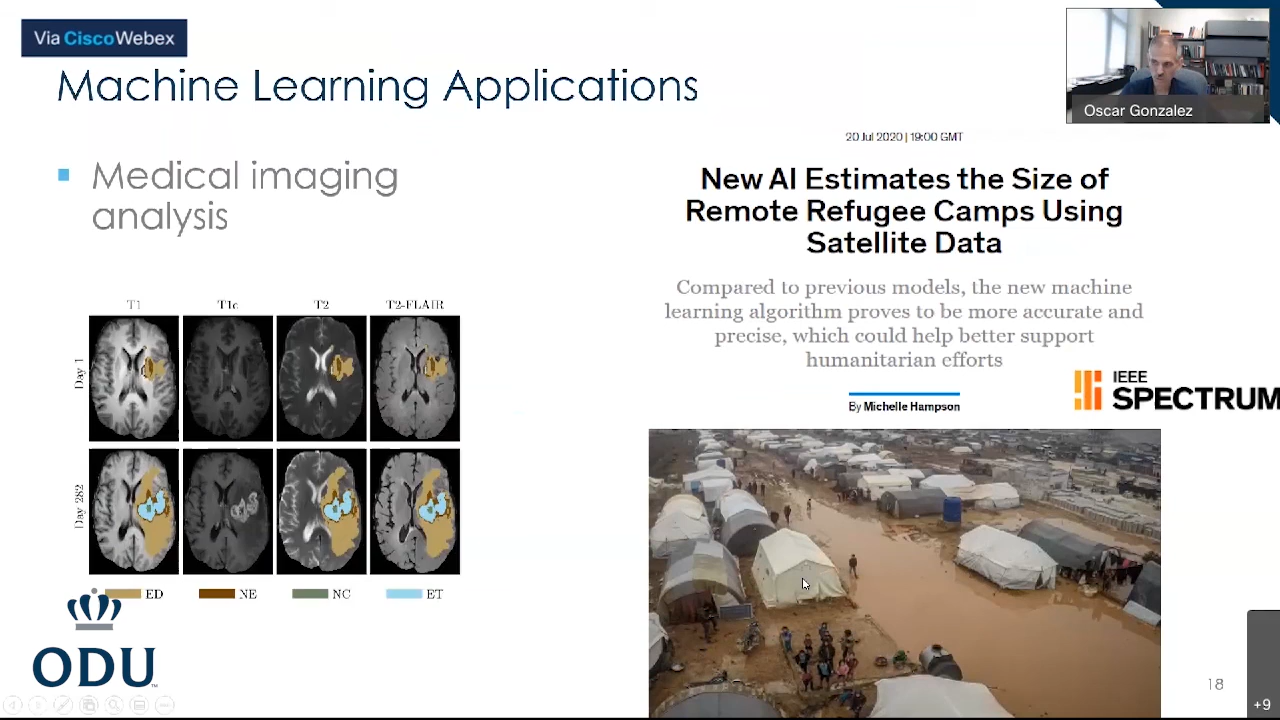 Via CiscoWebex
Machine Learning Applications
Oscar Gonzalez
Medical imaging
analysis
20 Jul 2020 | 19:00 GMT
New AI Estimates the Size of
Remote Refugee Camps Using
Satellite Data
Compared to previous models, the new machine
learning algorithm proves to be more accurate and
precise, which could help better support
humanitarian efforts
By Michelle Hampson
IEEE
SPECTRUM
T1 T1c T2 T2-FLAIR
Day 1
Day 282
ED NE NC ET
ODU
18
+9